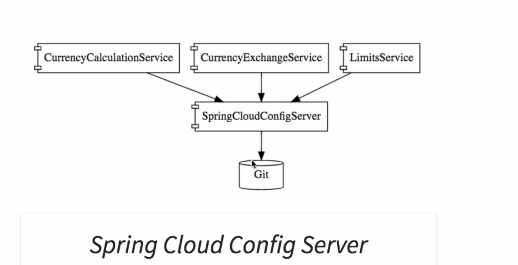 CurrencyCalculationService
CurrencyExchangeService
LimitsService
SpringCloudConfigServer
Git
Spring Cloud Config Server